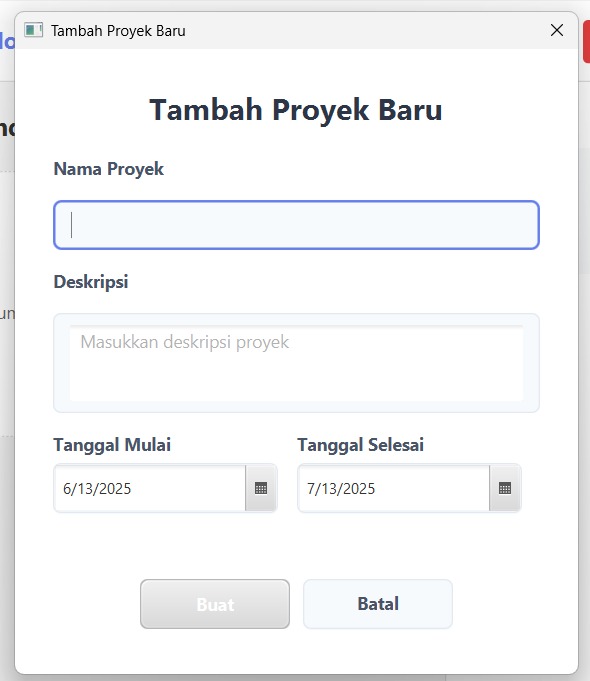 Tambah Proyek Baru
Tambah Proyek Baru
Nama Proyek
Deskripsi
Masukkan deskripsi proyek
Tanggal Mulai
Tanggal Selesai
6/13/2025
7/13/2025
Buat
Batal